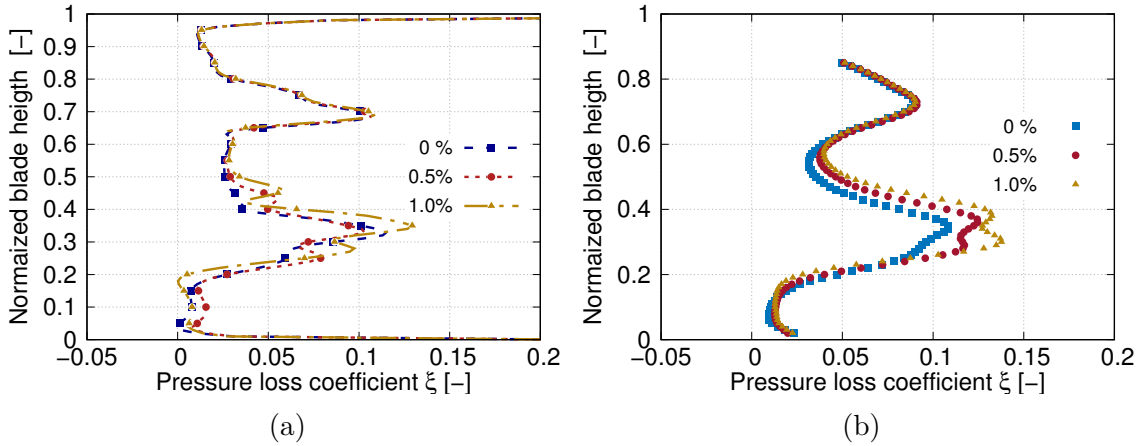 1
0.9
0.8
0.7
0.6
0.5
0.4
0.3
0.2
0.1
0
-0.05 0 0.05 0.1 0.15 0.2
Normaized blade heigth [-]
Pressure loss coefficient ξ [-]
0 %
0.5%
1.0%
(a)
1
0.8
0.6
0.4
0.2
0
-0.05 0 0.05 0.1 0.15 0.2
Normaized blade heigth [-]
Pressure loss coefficient ξ [-]
0 %
0.5%
1.0%
(b)